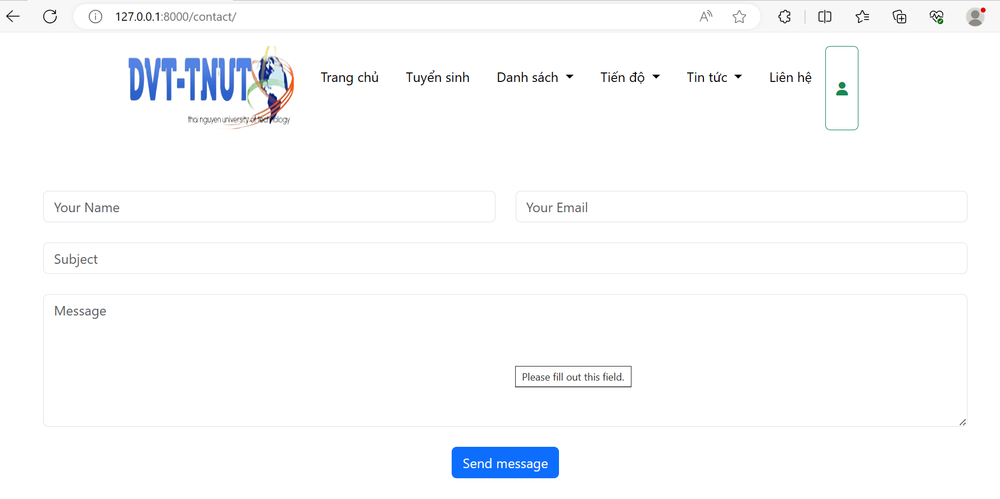 127.0.0.1:8000/contact/
DVT-TNUT
thai nguyen university of technology
Trang chủ Tuyển sinh Danh sách Tiến độ Tin tức Liên hệ
Your Name Your Email
Subject
Message
Please fill out this field.
Send message